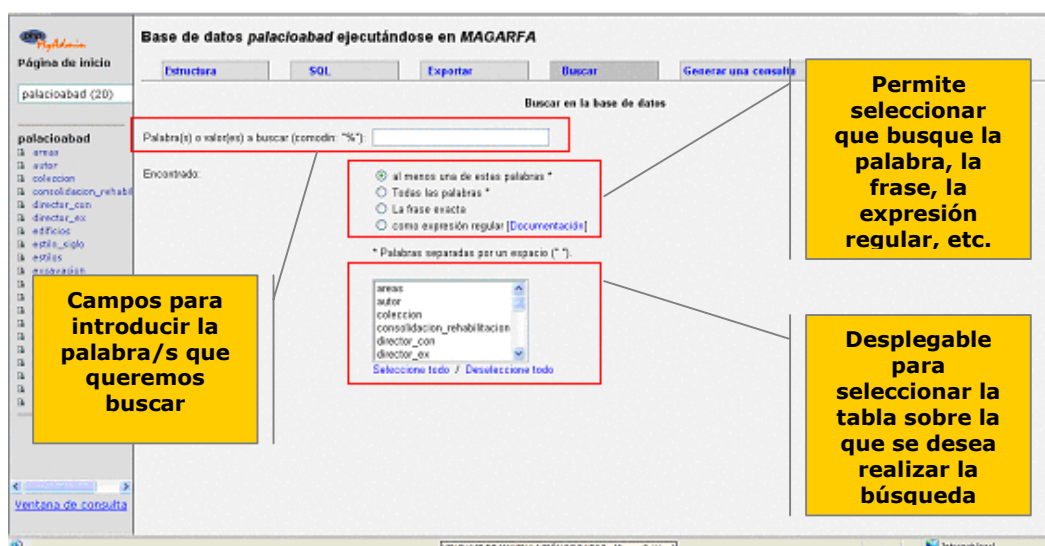 php
MyAdmin
Página de inicio
palacioabad (20)
palacioabad
areas
autor
coleccion
consolidacion_rehabil
director_con
director_ex
edificios
estilo_siglo
estilos
excavacion
Ventana de consulta
Base de datos palacioabad ejecutándose en MAGARFA
Estructura SQL Exportar Buscar Generar una consulta
Buscar en la base de datos
Palabra(s) o valor(es) a buscar (comodín: "%"):
Encontrado:
al menos una de estas palabras *
Todas las palabras *
La frase exacta
como expresión regular [Documentación]
* Palabras separadas por un espacio (" ").
areas
autor
coleccion
consolidacion_rehabilitacion
director_con
director_ex
Seleccione todo / Deseleccione todo
Campos para
introducir la
palabra/s que
queremos
buscar
Permite
seleccionar
que busque la
palabra, la
frase, la
expresión
regular, etc.
Desplegable
para
seleccionar la
tabla sobre la
que se desea
realizar la
búsqueda